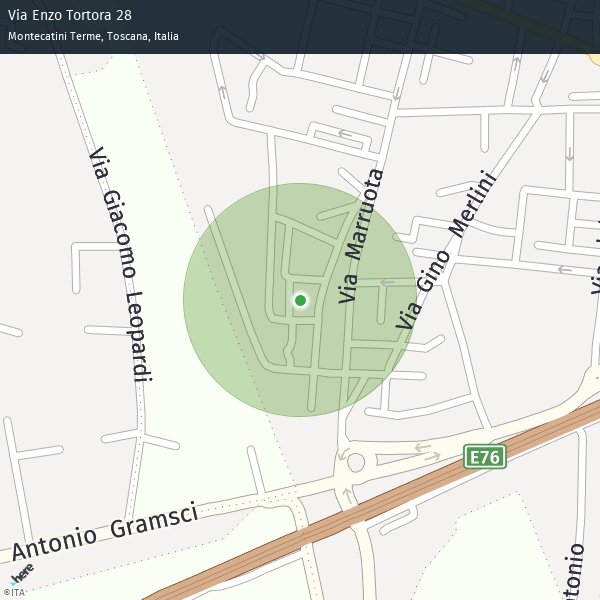 Via Enzo Tortora 28
Montecatini Terme, Toscana, Italia
Via Giacomo Leopardi
Via Marruota
Via Gino Merlini
E76
Antonio Gramsci
here
©ITA